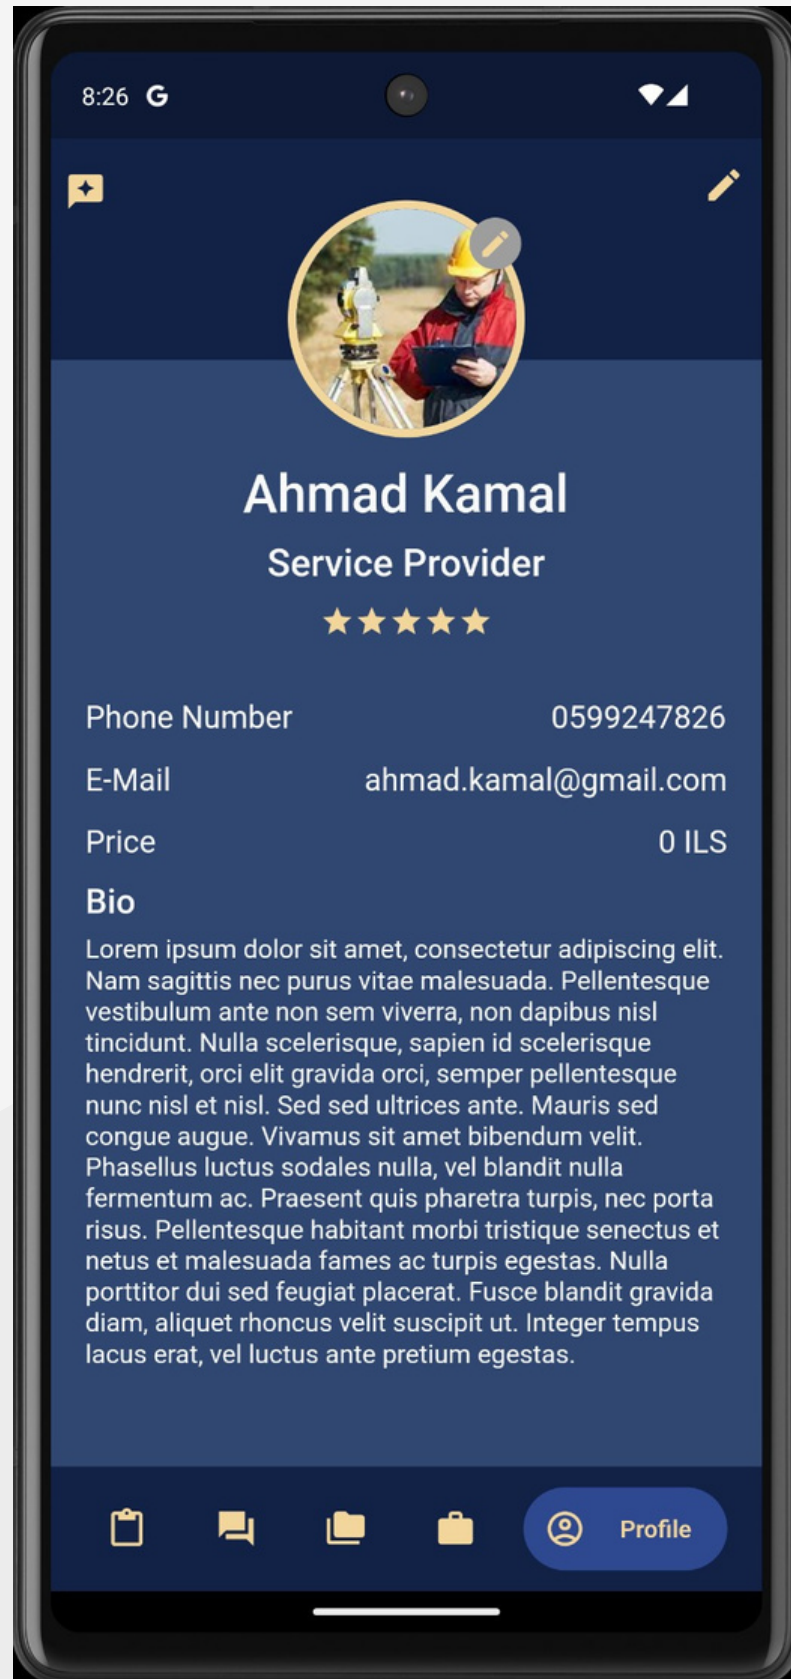 8:26 G
Ahmad Kamal
Service Provider
Phone Number 0599247826
E-Mail ahmad.kamal@gmail.com
Price 0 ILS
Bio
Lorem ipsum dolor sit amet, consectetur adipiscing elit.
Nam sagittis nec purus vitae malesuada. Pellentesque
vestibulum ante non sem viverra, non dapibus nisl
tincidunt. Nulla scelerisque, sapien id scelerisque
hendrerit, orci elit gravida orci, semper pellentesque
nunc nisl et nisl. Sed sed ultrices ante. Mauris sed
congue augue. Vivamus sit amet bibendum velit.
Phasellus luctus sodales nulla, vel blandit nulla
fermentum ac. Praesent quis pharetra turpis, nec porta
risus. Pellentesque habitant morbi tristique senectus et
netus et malesuada fames ac turpis egestas. Nulla
porttitor dui sed feugiat placerat. Fusce blandit gravida
diam, aliquet rhoncus velit suscipit ut. Integer tempus
lacus erat, vel luctus ante pretium egestas.
Profile